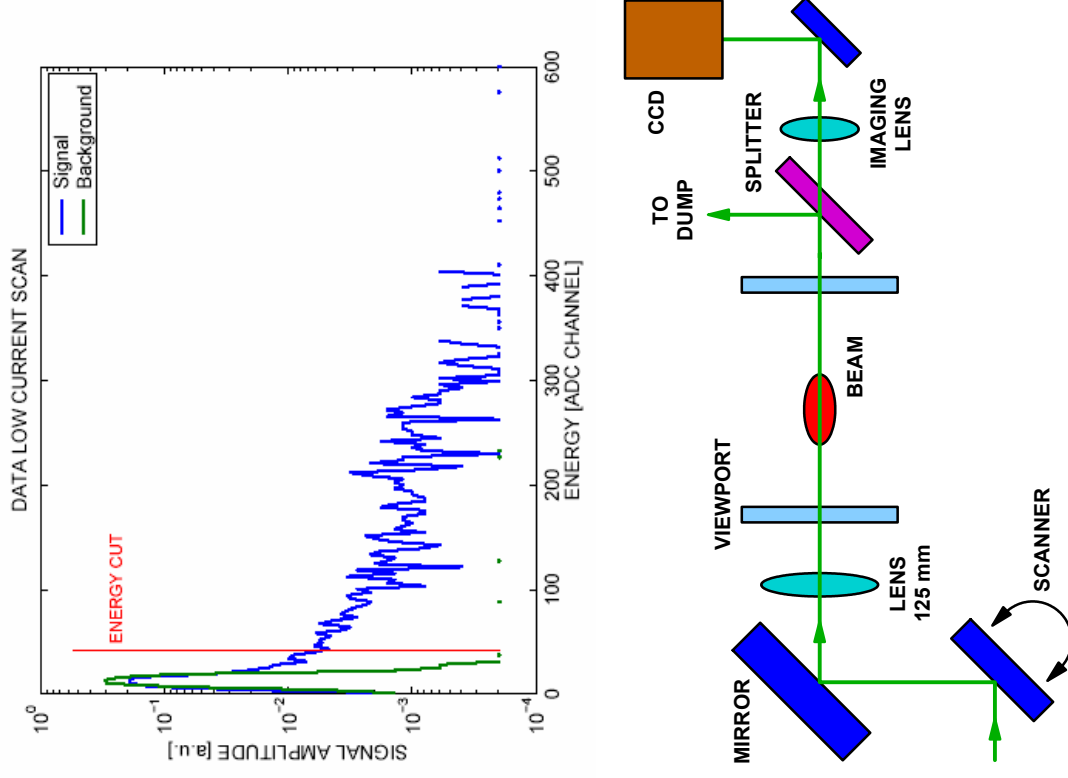 DATA LOW CURRENT SCAN
Signal
Background
ENERGY CUT
SIGNAL AMPLITUDE [a.u.]
10^0
10^-1
10^-2
10^-3
10^-4
0
100
200
300
400
500
600
ENERGY [ADC CHANNEL]
MIRROR
SCANNER
LENS
125 mm
VIEWPORT
BEAM
TO
DUMP
SPLITTER
IMAGING
LENS
CCD